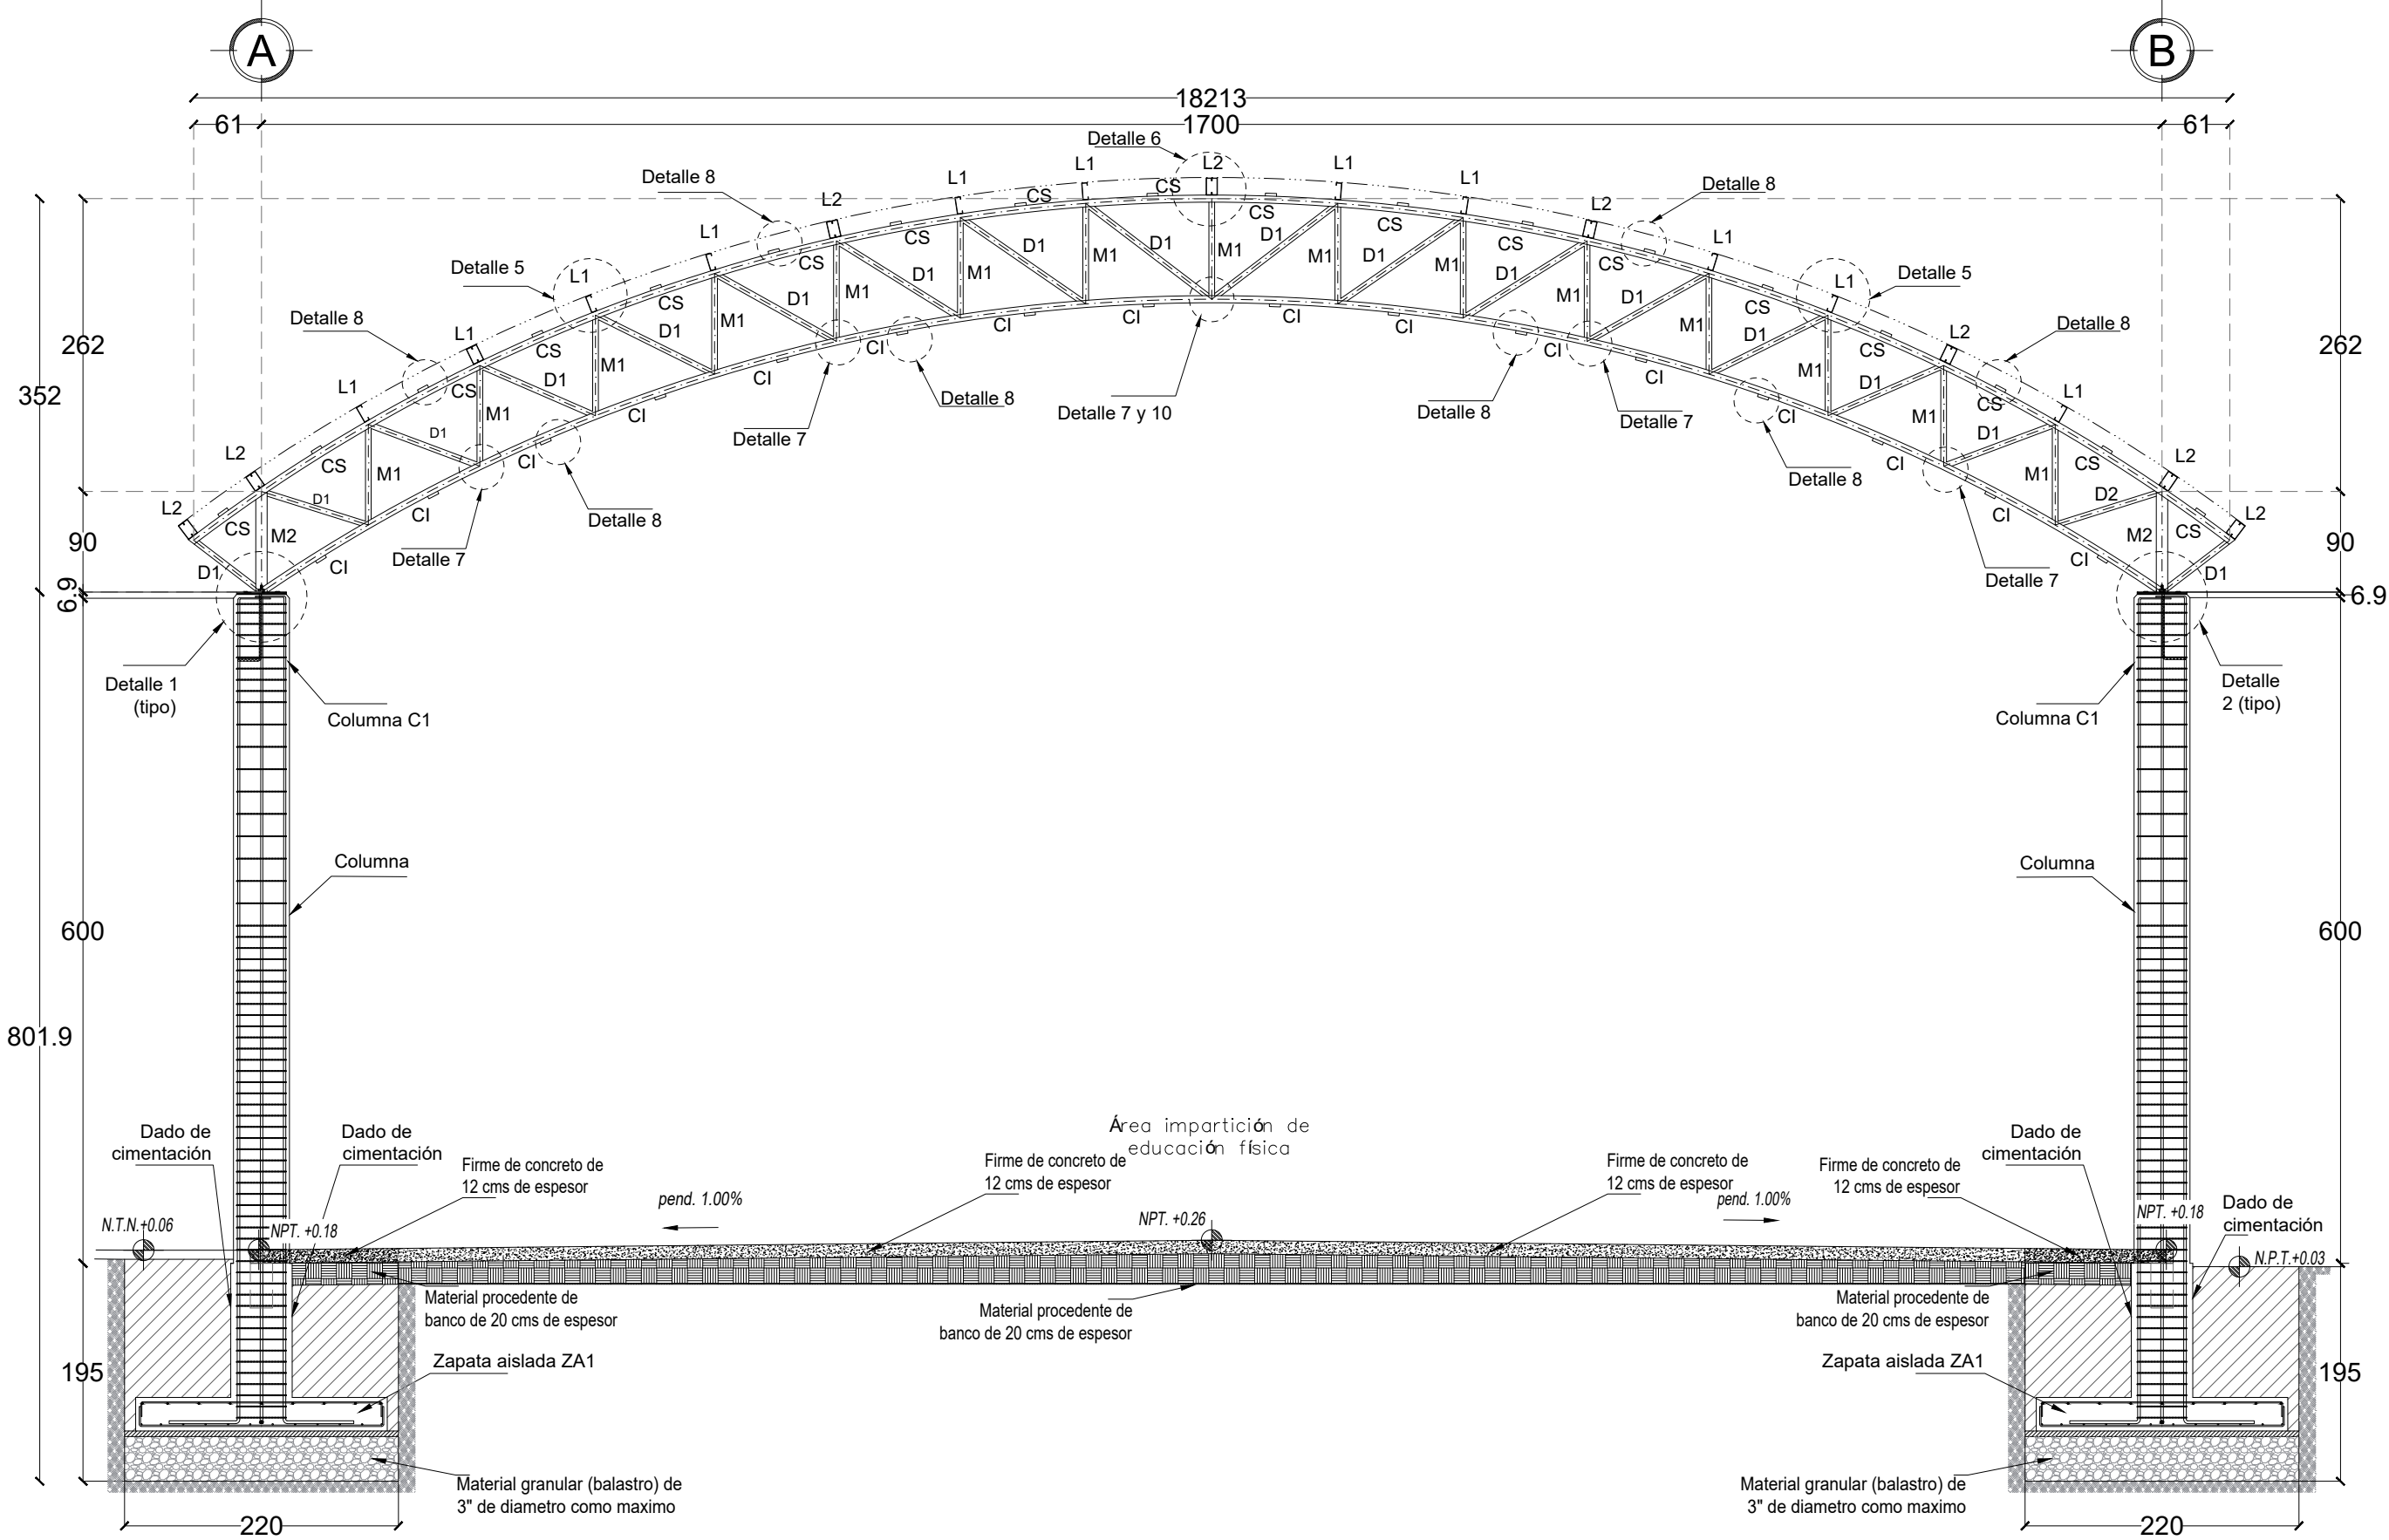 A
B
18213
61
1700
61
Detalle 6
L1
L1
L2
L1
L1
Detalle 8
CS
CS
Detalle 8
L2
CS
CS
L2
D1
D1
D1
D1
L1
CS
M1
M1
M1
M1
M1
CS
L1
Detalle 5
L1
CS
D1
D1
CS
L1
Detalle 5
CS
D1
M1
M1
D1
CS
Detalle 8
L1
CS
D1
M1
CI
CI
CI
CI
M1
D1
CS
L2
Detalle 8
262
262
352
L1
CS
D1
M1
CI
CI
M1
D1
CS
L1
CS
D1
M1
CI
Detalle 8
Detalle 7 y 10
Detalle 8
Detalle 7
CI
M1
D1
CS
L2
CS
M1
CI
Detalle 7
CI
CI
M1
CS
L2
L2
D1
CI
Detalle 8
Detalle 8
CI
D2
L2
CS
M2
CI
Detalle 7
Detalle 7
CI
M2
CS
90
D1
CI
CI
D1
90
6.9
6.9
Detalle 1
(tipo)
Columna C1
Columna C1
Detalle
2 (tipo)
Columna
Columna
600
600
801.9
Área impartición de
educación física
Dado de
cimentación
Dado de
cimentación
Firme de concreto de
12 cms de espesor
Firme de concreto de
12 cms de espesor
Firme de concreto de
12 cms de espesor
Firme de concreto de
12 cms de espesor
Dado de
cimentación
Dado de
cimentación
pend. 1.00%
pend. 1.00%
N.T.N.+0.06
NPT. +0.18
NPT. +0.26
NPT. +0.18
N.P.T.+0.03
Material procedente de
banco de 20 cms de espesor
Material procedente de
banco de 20 cms de espesor
Material procedente de
banco de 20 cms de espesor
195
Zapata aislada ZA1
Zapata aislada ZA1
195
Material granular (balastro) de
3" de diametro como maximo
Material granular (balastro) de
3" de diametro como maximo
220
220